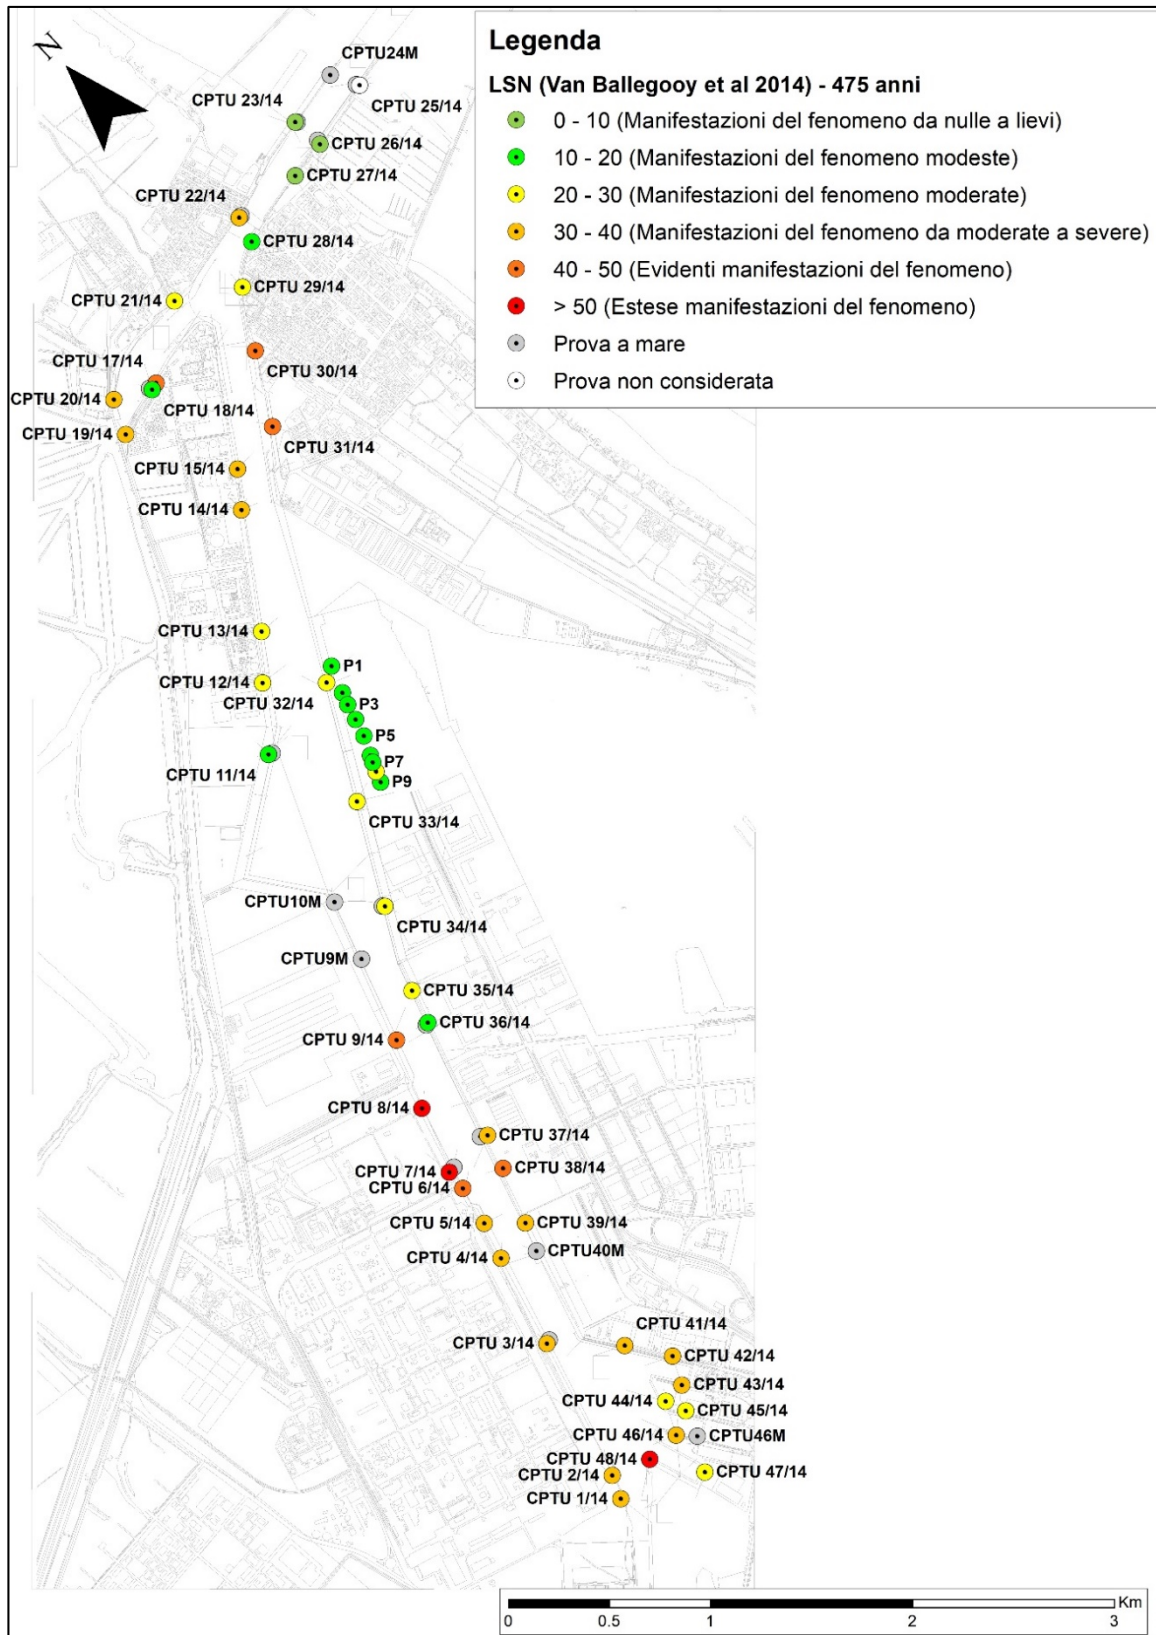 Legenda
LSN (Van Ballegooy et al 2014) - 475 anni
0 - 10 (Manifestazioni del fenomeno da nulle a lievi)
10 - 20 (Manifestazioni del fenomeno modeste)
20 - 30 (Manifestazioni del fenomeno moderate)
30 - 40 (Manifestazioni del fenomeno da moderate a severe)
40 - 50 (Evidenti manifestazioni del fenomeno)
> 50 (Estese manifestazioni del fenomeno)
Prova a mare
Prova non considerata
N
CPTU24M
CPTU 23/14
CPTU 25/14
CPTU 26/14
CPTU 27/14
CPTU 22/14
CPTU 28/14
CPTU 29/14
CPTU 21/14
CPTU 17/14
CPTU 30/14
CPTU 20/14
CPTU 18/14
CPTU 19/14
CPTU 31/14
CPTU 15/14
CPTU 14/14
CPTU 13/14
P1
CPTU 12/14
CPTU 32/14
P3
P5
P7
CPTU 11/14
P9
CPTU 33/14
CPTU10M
CPTU 34/14
CPTU9M
CPTU 35/14
CPTU 36/14
CPTU 9/14
CPTU 8/14
CPTU 37/14
CPTU 7/14
CPTU 38/14
CPTU 6/14
CPTU 5/14
CPTU 39/14
CPTU40M
CPTU 4/14
CPTU 41/14
CPTU 3/14
CPTU 42/14
CPTU 43/14
CPTU 44/14
CPTU 45/14
CPTU 46/14
CPTU46M
CPTU 48/14
CPTU 47/14
CPTU 2/14
CPTU 1/14
Km
0 0.5 1 2 3